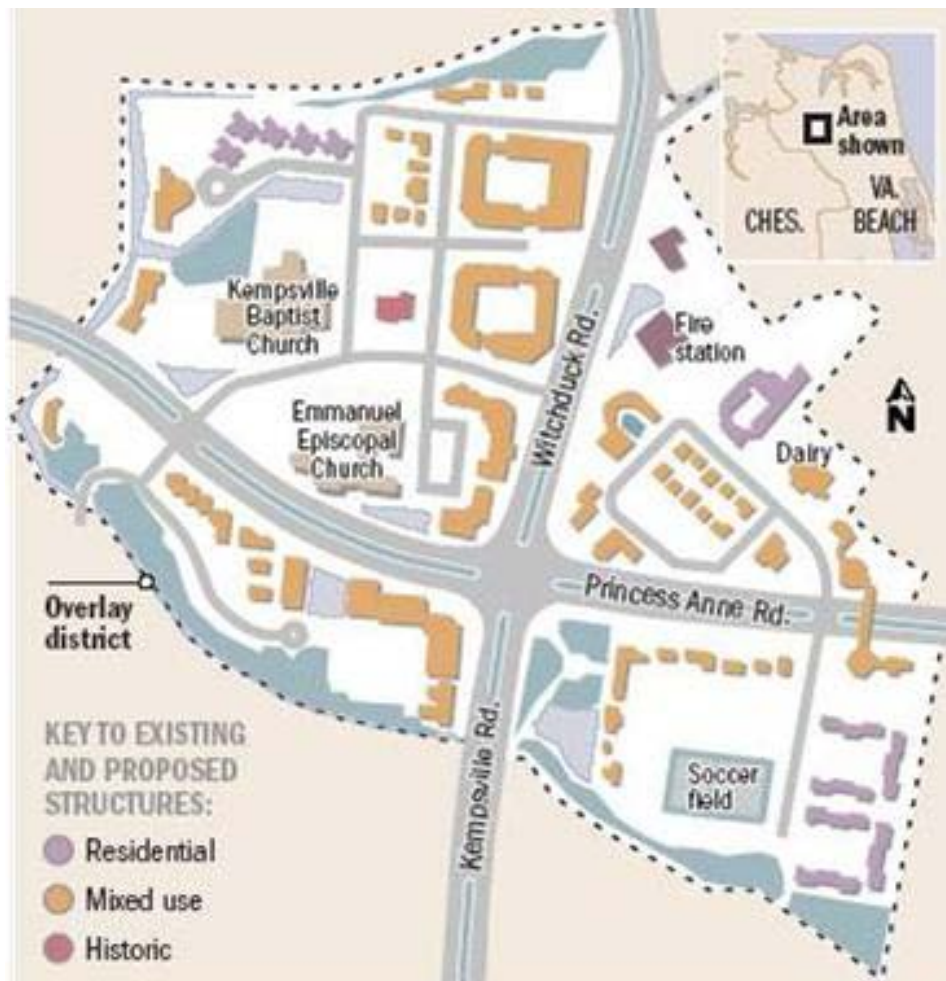 Area
shown
VA.
BEACH
CHES.
Kempsville
Baptist
Church
Fire
station
Witchduck Rd.
N
Emmanuel
Episcopal
Church
Dairy
Overlay
district
Princess Anne Rd.
Kempsville Rd.
Soccer
field
KEY TO EXISTING
AND PROPOSED
STRUCTURES:
Residential
Mixed use
Historic